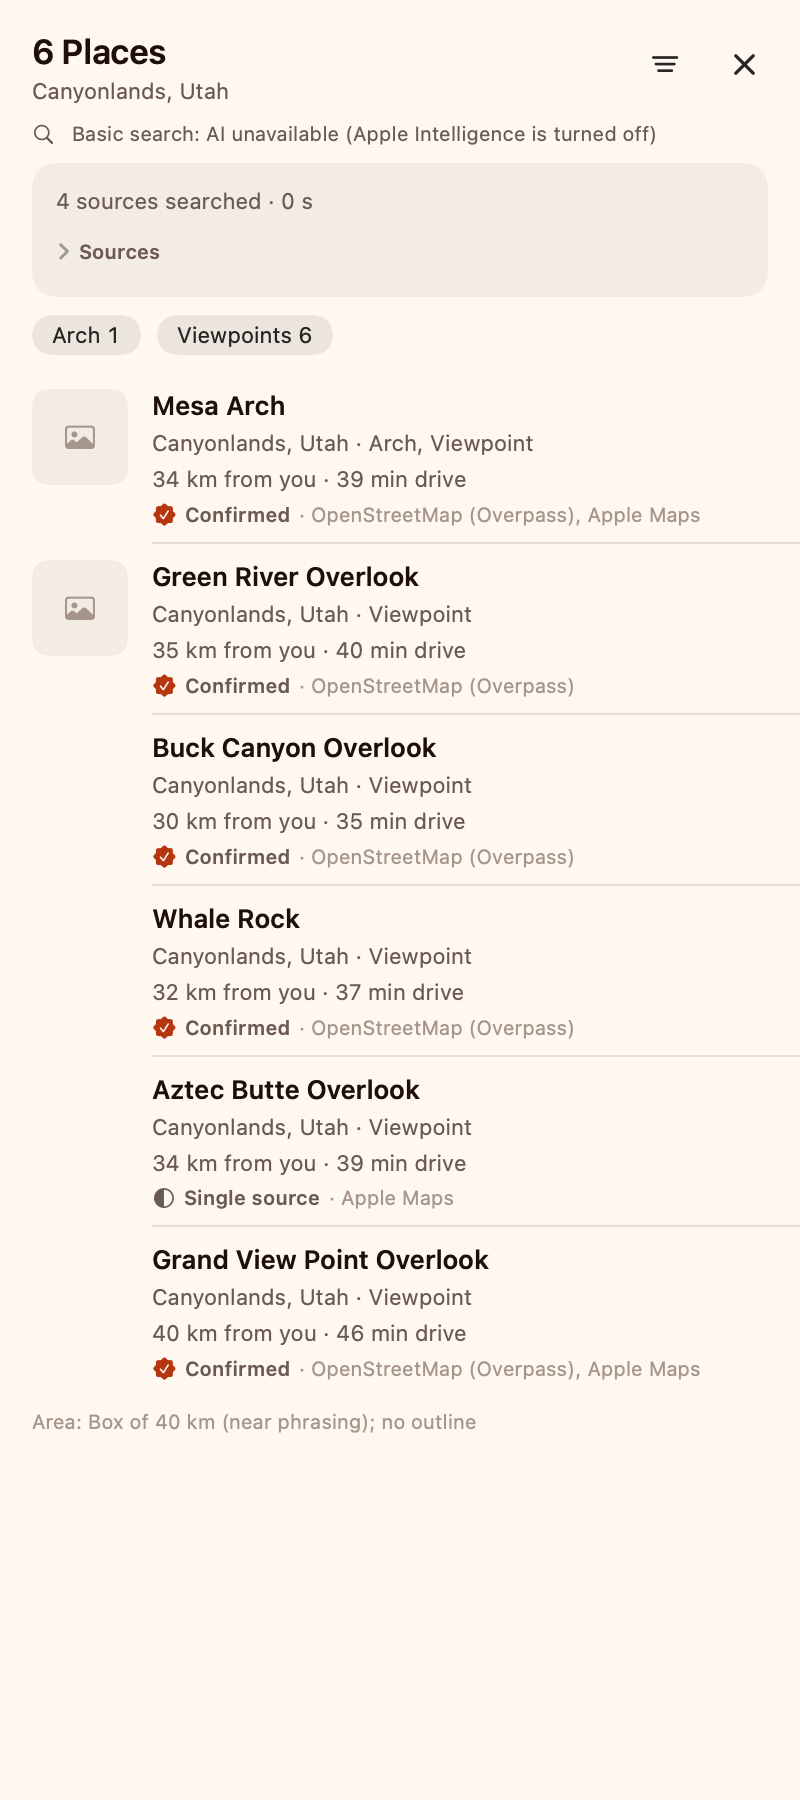 6 Places
Canyonlands, Utah
Basic search: AI unavailable (Apple Intelligence is turned off)
4 sources searched · 0 s
Sources
Arch 1
Viewpoints 6
Mesa Arch
Canyonlands, Utah · Arch, Viewpoint
34 km from you · 39 min drive
Confirmed · OpenStreetMap (Overpass), Apple Maps
Green River Overlook
Canyonlands, Utah · Viewpoint
35 km from you · 40 min drive
Confirmed · OpenStreetMap (Overpass)
Buck Canyon Overlook
Canyonlands, Utah · Viewpoint
30 km from you · 35 min drive
Confirmed · OpenStreetMap (Overpass)
Whale Rock
Canyonlands, Utah · Viewpoint
32 km from you · 37 min drive
Confirmed · OpenStreetMap (Overpass)
Aztec Butte Overlook
Canyonlands, Utah · Viewpoint
34 km from you · 39 min drive
Single source · Apple Maps
Grand View Point Overlook
Canyonlands, Utah · Viewpoint
40 km from you · 46 min drive
Confirmed · OpenStreetMap (Overpass), Apple Maps
Area: Box of 40 km (near phrasing); no outline